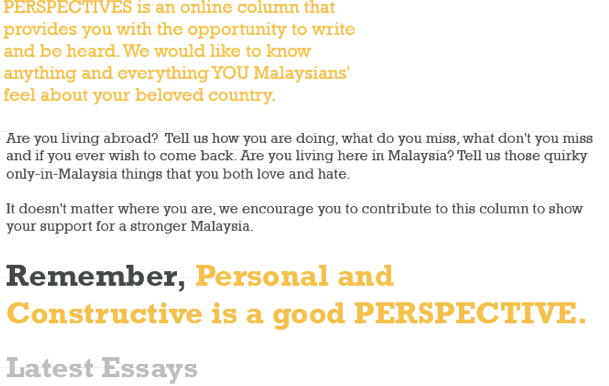 PERSPECTIVES is an online column that
provides you with the opportunity to write
and be heard. We would like to know
anything and everything YOU Malaysians'
feel about your beloved country.
Are you living abroad? Tell us how you are doing, what do you miss, what don't you miss
and if you ever wish to come back. Are you living here in Malaysia? Tell us those quirky
only-in-Malaysia things that you both love and hate.
It doesn't matter where you are, we encourage you to contribute to this column to show
your support for a stronger Malaysia.
Remember, Personal and
Constructive is a good PERSPECTIVE.
Latest Essays